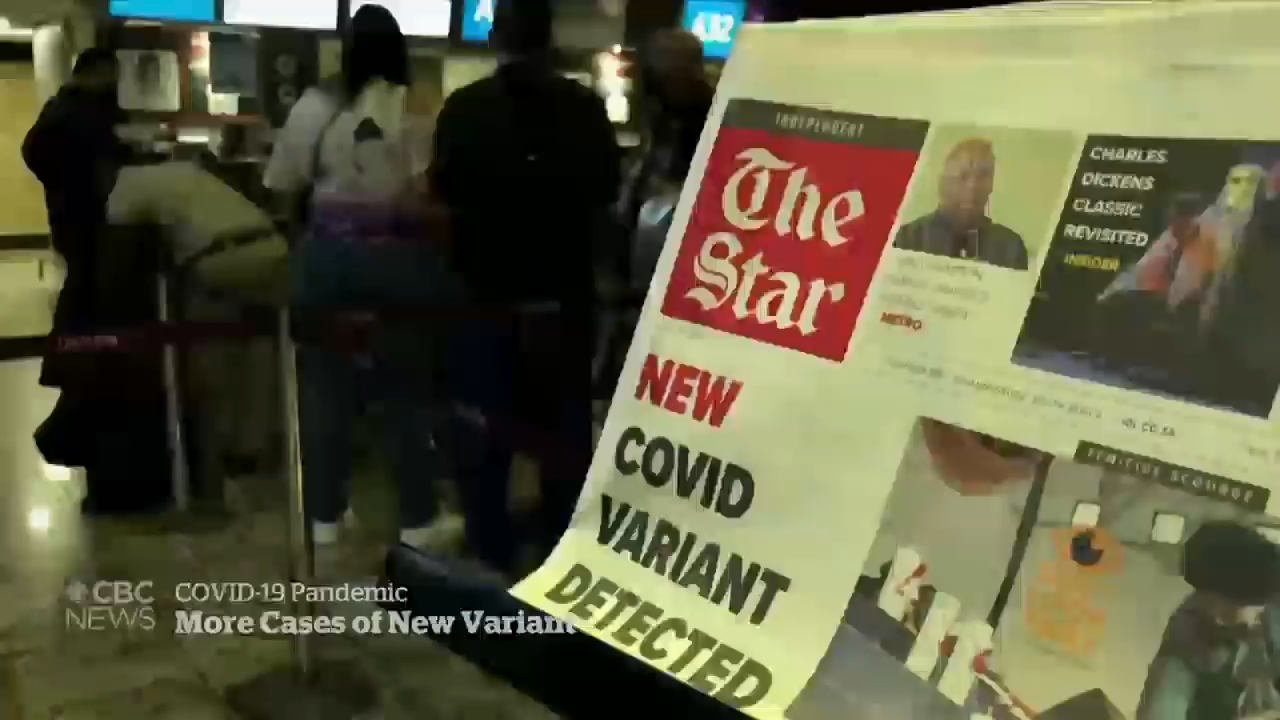 432
INDEPENDENT
The
Star
METRO
CHARLES
DICKENS
CLASSIC
REVISITED
INSIDER
NEW
COVID
VARIANT
DETECTED
CBC
NEWS
COVID-19 Pandemic
More Cases of New Variant